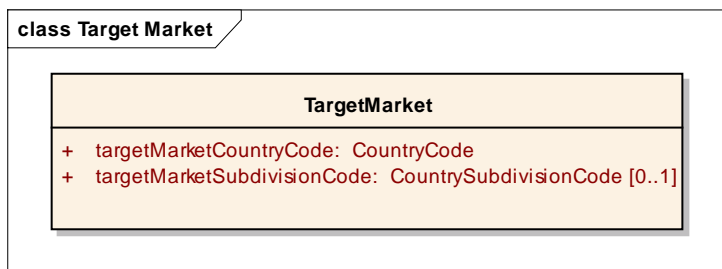 class Target Market
TargetMarket
+ targetMarketCountryCode: CountryCode
+ targetMarketSubdivisionCode: CountrySubdivisionCode [0..1]